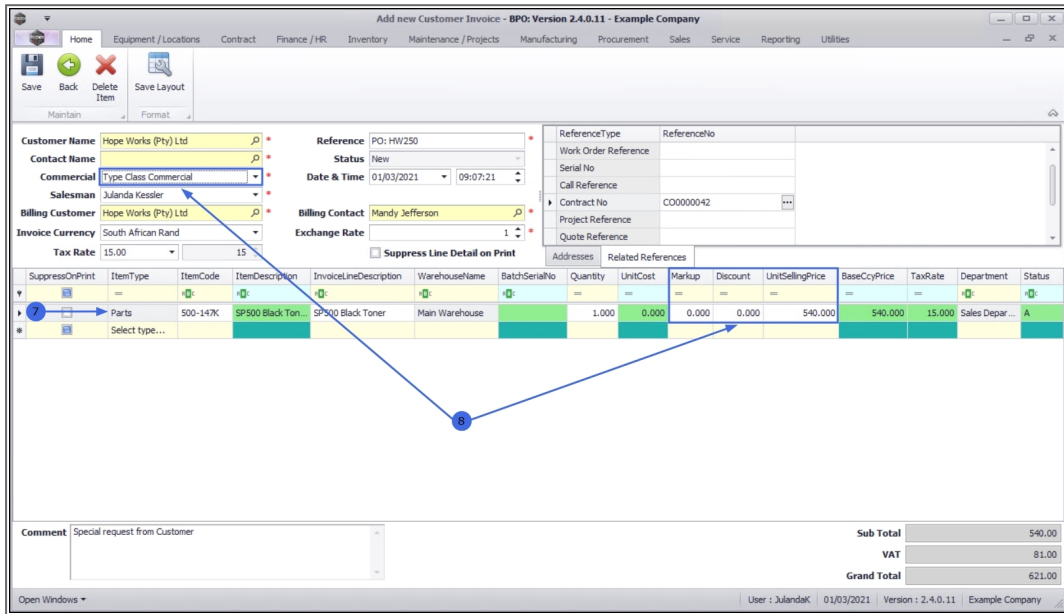 Add new Customer Invoice - BPO: Version 2.4.0.11 - Example Company
Home Equipment / Locations Contract Finance / HR Inventory Maintenance / Projects Manufacturing Procurement Sales Service Reporting Utilities
Save Back Delete Item Save Layout
Maintain Format
Customer Name Hope Works (Pty) Ltd * Reference PO: HW250 *
Contact Name * Status New
Commercial Type Class Commercial * Date & Time 01/03/2021 09:07:21
Salesman Julanda Kessler *
Billing Customer Hope Works (Pty) Ltd * Billing Contact Mandy Jefferson *
Invoice Currency South African Rand Exchange Rate 1 *
Tax Rate 15.00 15 Suppress Line Detail on Print
ReferenceType ReferenceNo
Work Order Reference
Serial No
Call Reference
Contract No CO0000042 ...
Project Reference
Quote Reference
Addresses Related References
SuppressOnPrint ItemType ItemCode ItemDescription InvoiceLineDescription WarehouseName BatchSerialNo Quantity UnitCost Markup Discount UnitSellingPrice BaseCcyPrice TaxRate Department Status
7 Parts 500-147K SP500 Black Ton... SP500 Black Toner Main Warehouse 1.000 0.000 0.000 0.000 540.000 540.000 15.000 Sales Depar... A
Select type...
8
Comment Special request from Customer
Sub Total 540.00
VAT 81.00
Grand Total 621.00
Open Windows User : JulandaK 01/03/2021 Version : 2.4.0.11 Example Company